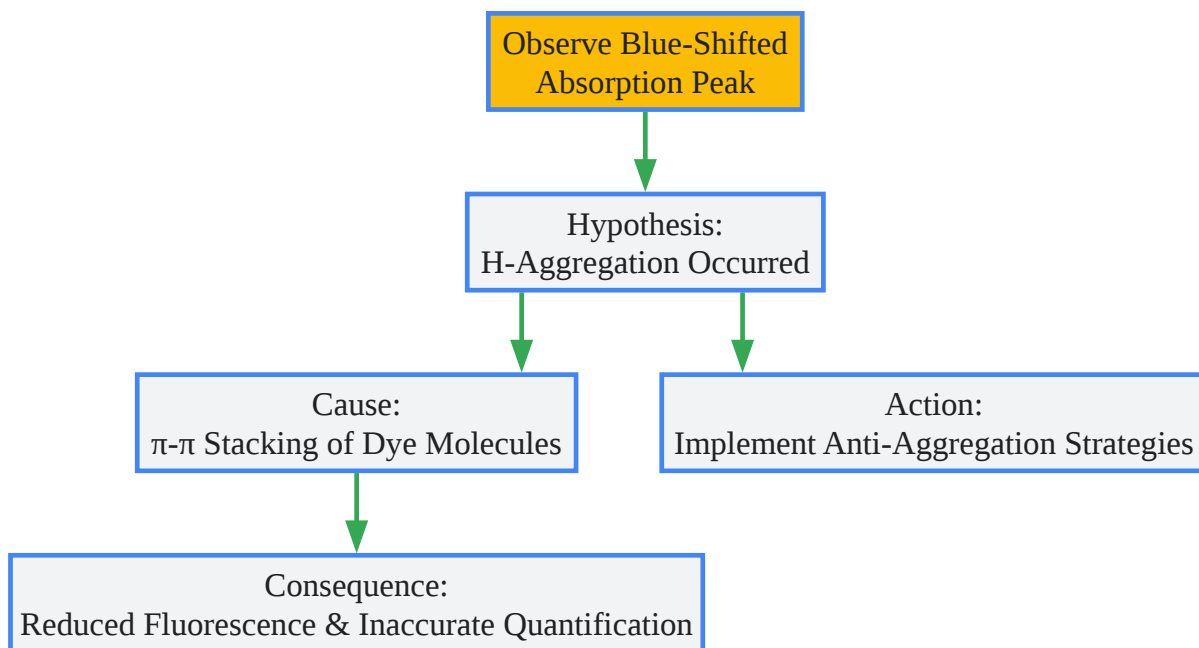 Observe Blue-Shifted
Absorption Peak
Hypothesis:
H-Aggregation Occurred
Cause:
π-π Stacking of Dye Molecules
Action:
Implement Anti-Aggregation Strategies
Consequence:
Reduced Fluorescence & Inaccurate Quantification